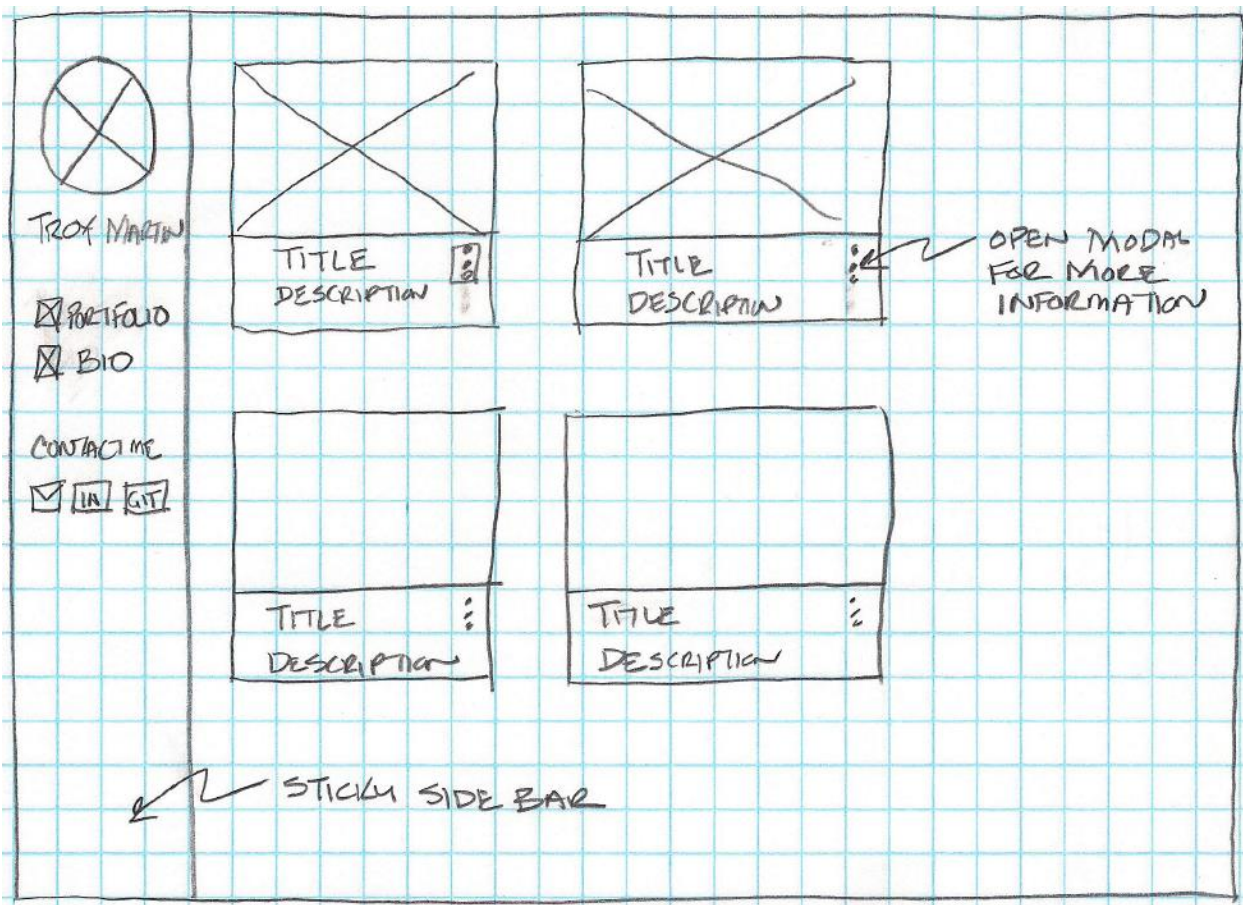 TROY MARTIN
PORTFOLIO
BIO
CONTACT ME
IN GIT
TITLE
DESCRIPTION
TITLE
DESCRIPTION
OPEN MODAL
FOR MORE
INFORMATION
TITLE
DESCRIPTION
TITLE
DESCRIPTION
STICKY SIDE BAR